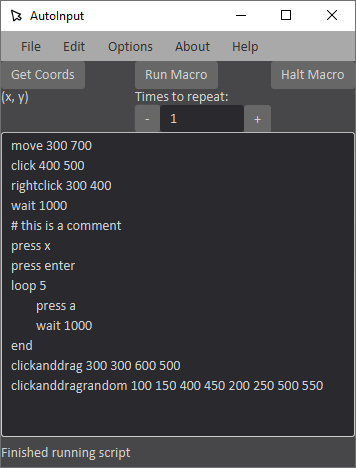 AutoInput
File Edit Options About Help
Get Coords Run Macro Halt Macro
(x, y) Times to repeat:
- 1 +
move 300 700
click 400 500
rightclick 300 400
wait 1000
# this is a comment
press x
press enter
loop 5
press a
wait 1000
end
clickanddrag 300 300 600 500
clickanddragrandom 100 150 400 450 200 250 500 550
Finished running script